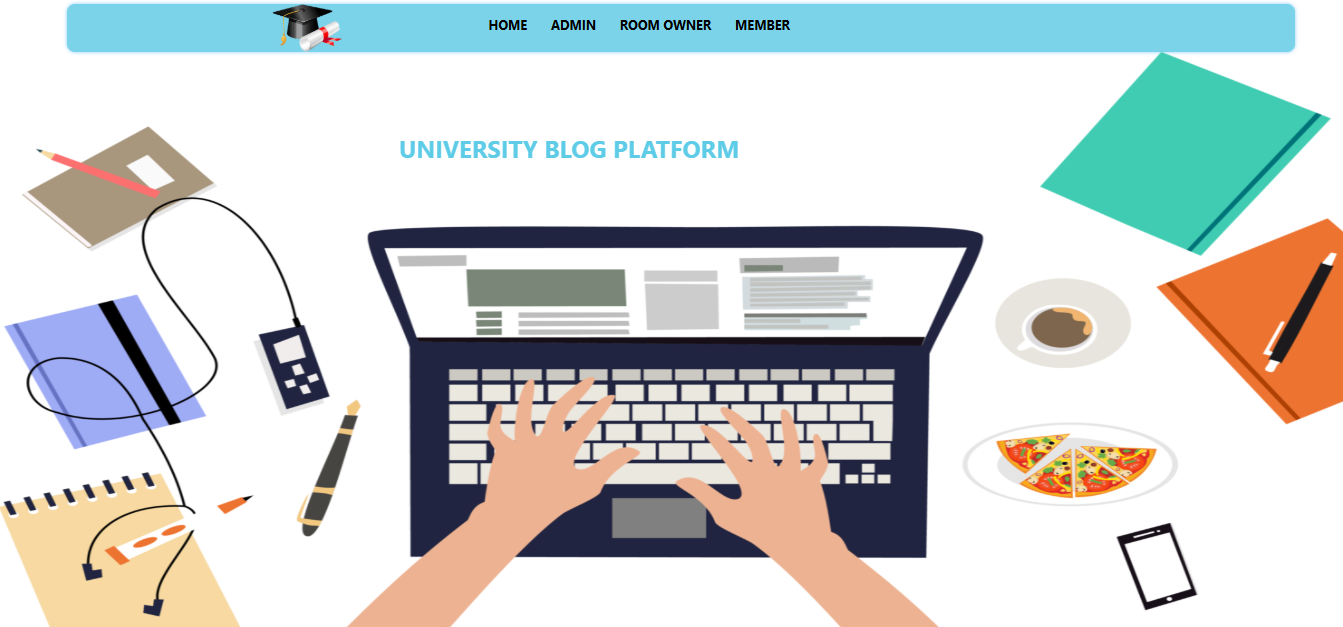 HOME ADMIN ROOM OWNER MEMBER
UNIVERSITY BLOG PLATFORM